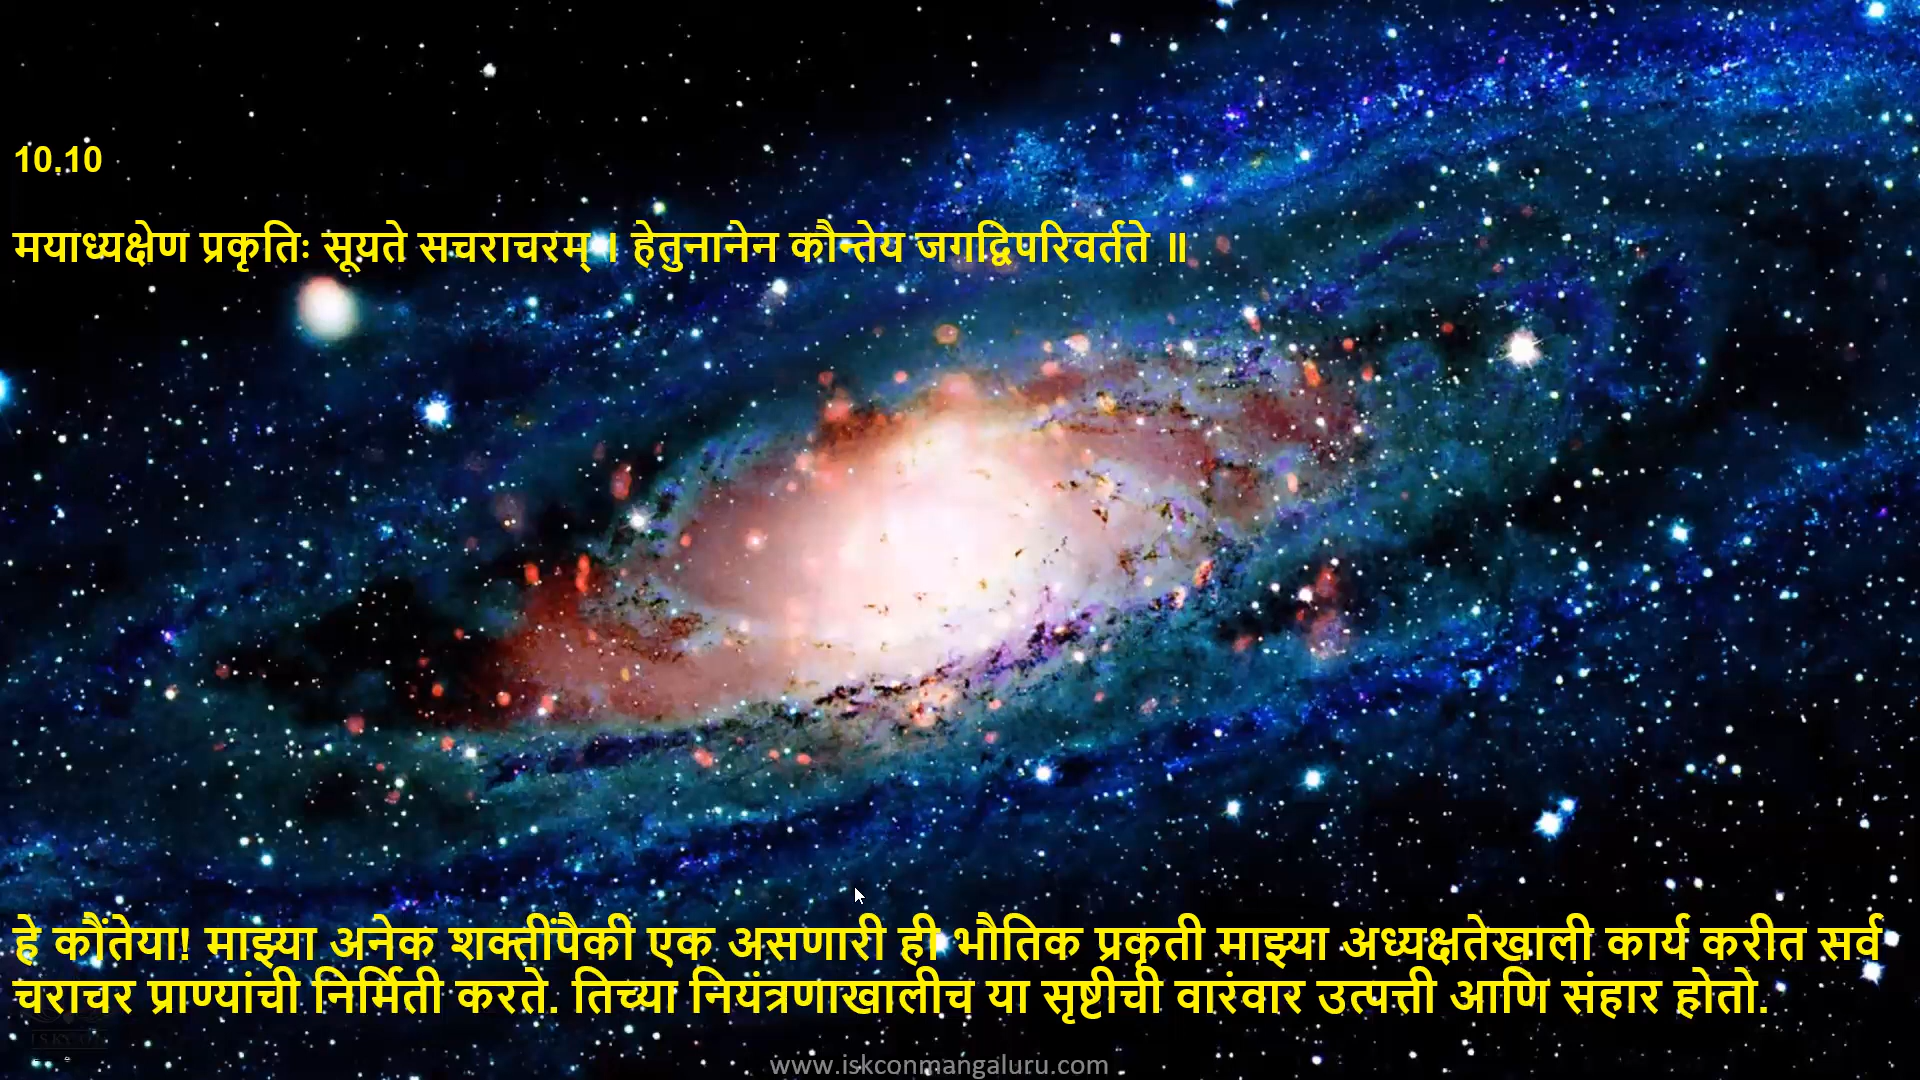 10.10
मयाध्यक्षेण प्रकृतिः सूयते सचराचरम् । हेतुनानेन कौन्तेय जगद्विपरिवर्तते ॥
हे कौंतेया! माझ्या अनेक शक्तींपैकी एक असणारी ही भौतिक प्रकृती माझ्या अध्यक्षतेखाली कार्य करीत सर्व
चराचर प्राण्यांची निर्मिती करते. तिच्या नियंत्रणाखालीच या सृष्टीची वारंवार उत्पत्ती आणि संहार होतो.
ISKCON
www.iskconmangaluru.com